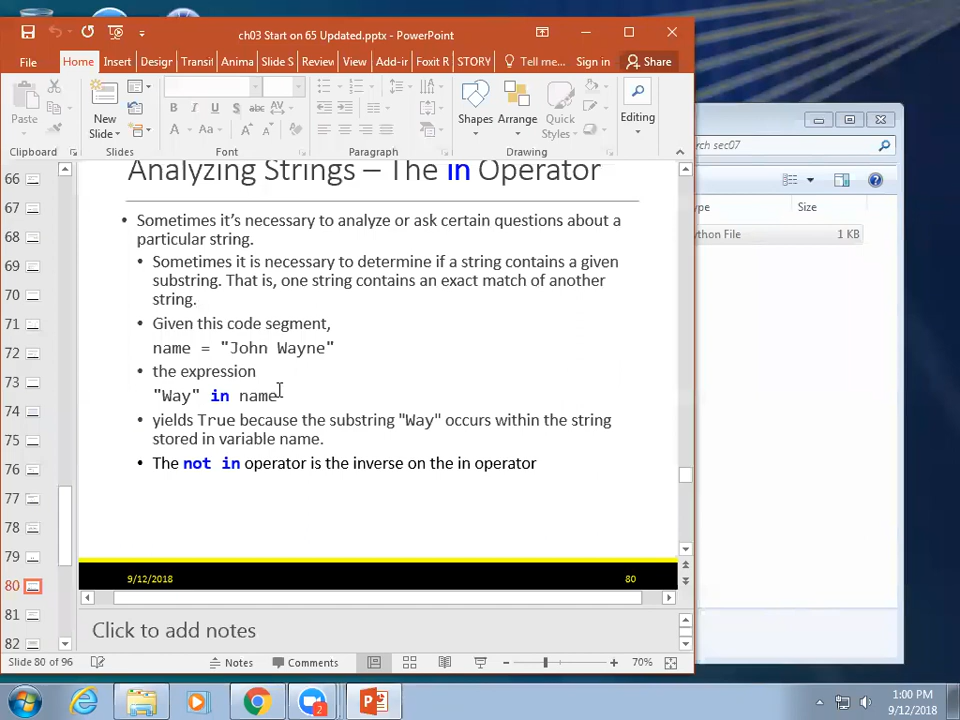 ch03 Start on 65 Updated.pptx - PowerPoint
File Home Insert Design Transit Anima Slide S Review View Add-ir Foxit R STORY Tell me... Sign in Share
Paste New Slide Shapes Arrange Quick Styles Editing
B I U S abc AV
A Aa A A
Clipboard Slides Font Paragraph Drawing
rch sec07
ype Size
ython File 1 KB
66
67
68
69
70
71
72
73
74
75
76
77
78
79
80
81
82
Analyzing Strings – The in Operator
• Sometimes it's necessary to analyze or ask certain questions about a
particular string.
• Sometimes it is necessary to determine if a string contains a given
substring. That is, one string contains an exact match of another
string.
• Given this code segment,
name = "John Wayne"
• the expression
"Way" in name
• yields True because the substring "Way" occurs within the string
stored in variable name.
• The not in operator is the inverse on the in operator
9/12/2018 80
Click to add notes
Slide 80 of 96 Notes Comments 70%
2
1:00 PM
9/12/2018